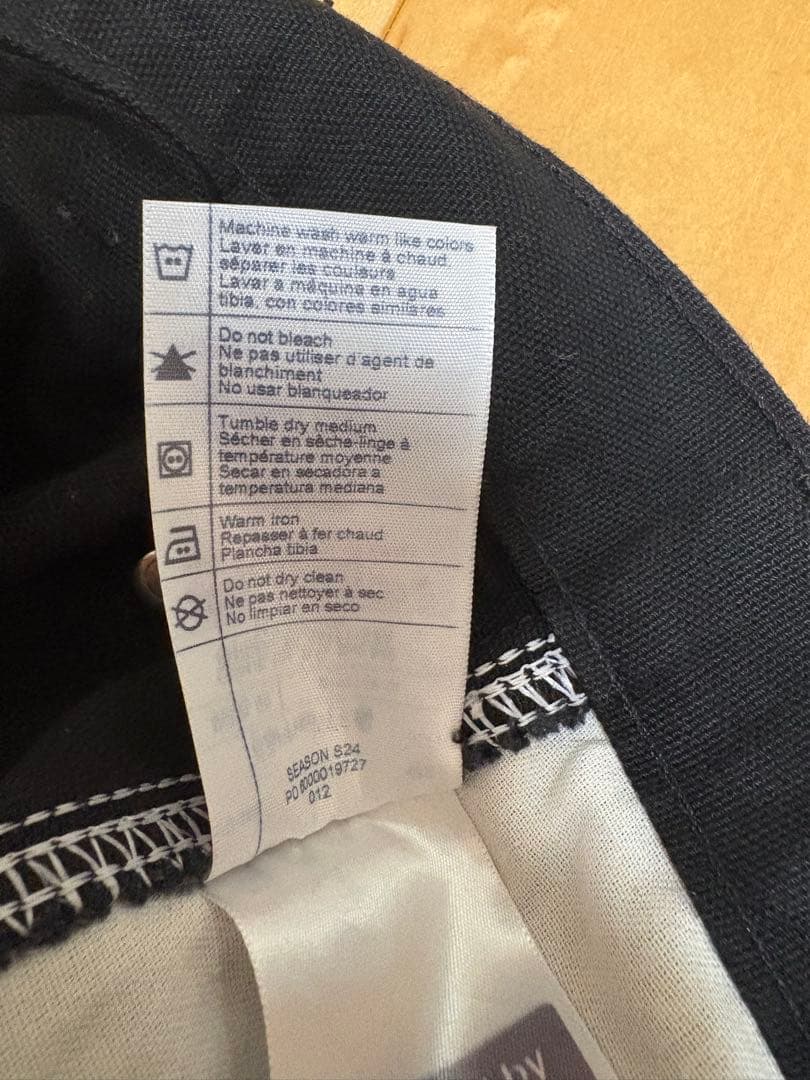 Machine wash warm like colors
Laver en machine à chaud,
séparer les couleurs
Lavar a máquina en agua
tibia, con colores similares
Do not bleach
Ne pas utiliser d agent de
blanchiment
No usar blanqueador
Tumble dry medium
Sécher en sèche-linge à
température moyenne
Secar en secadora a
temperatura mediana
Warm iron
Repasser à fer chaud
Plancha tibia
Do not dry clean
Ne pas nettoyer à sec
No limpiar en seco
SEASON S24
PO 8000019727
012
by